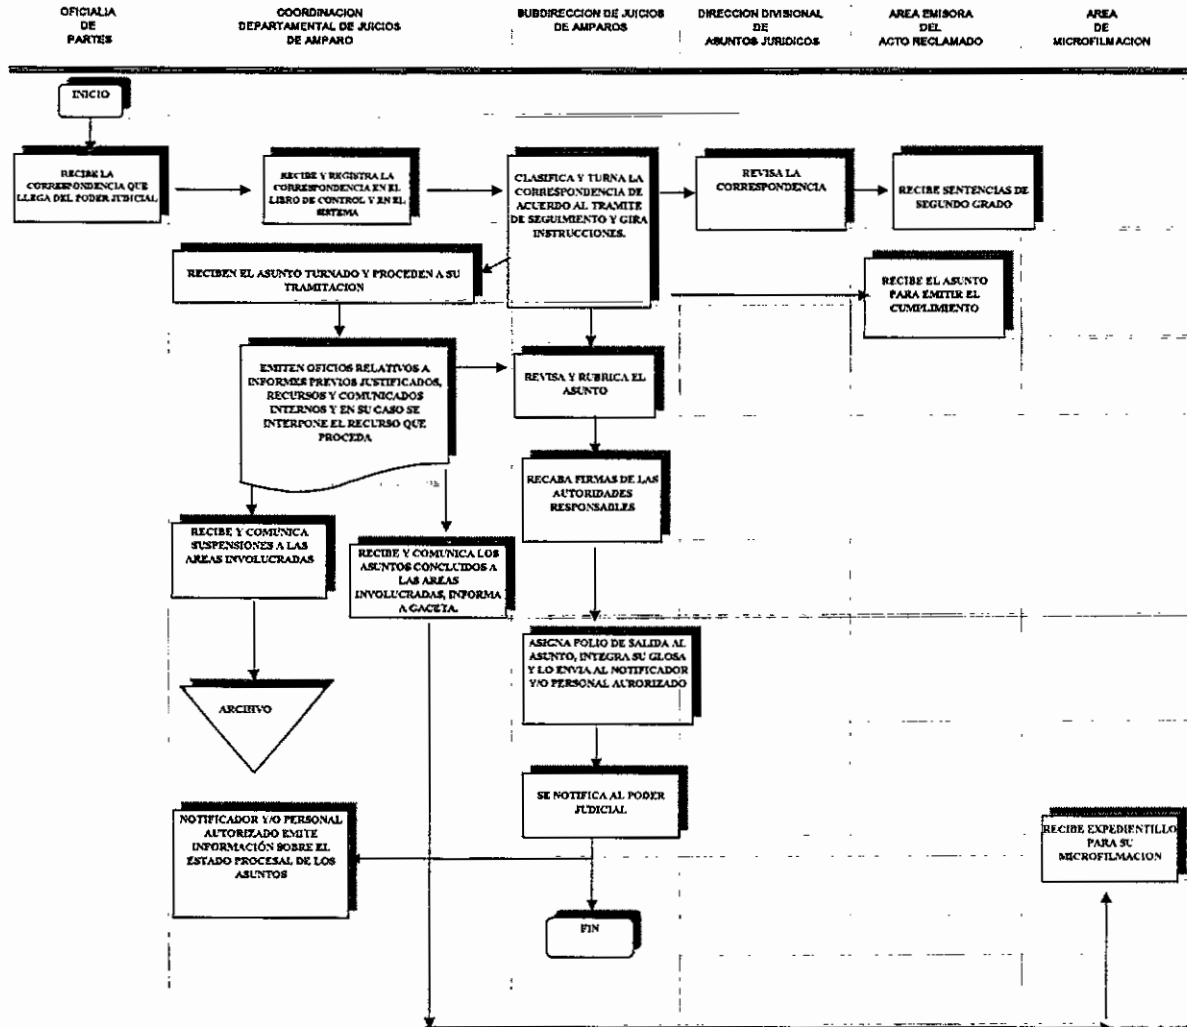 OFICIALIA
DE
PARTES
COORDINACION
DEPARTAMENTAL DE JUICIOS
DE AMPARO
SUBDIRECCION DE JUICIOS
DE AMPAROS
DIRECCION DIVISIONAL
DE
ASUNTOS JURIDICOS
AREA EMISORA
DEL
ACTO RECLAMADO
AREA
DE
MICROFILMACION
INICIO
RECIBE LA
CORRESPONDENCIA QUE
LLEGA DEL PODER JUDICIAL
RECIBE Y REGISTRA LA
CORRESPONDENCIA EN EL
LIBRO DE CONTROL Y EN EL
SISTEMA
CLASIFICA Y TURNA LA
CORRESPONDENCIA DE
ACUERDO AL TRAMITE
DE SEGUIMIENTO Y GIRA
INSTRUCCIONES.
REVISA LA
CORRESPONDENCIA
RECIBE SENTENCIAS DE
SEGUNDO GRADO
RECIBEN EL ASUNTO TURNADO Y PROCEDEN A SU
TRAMITACION
RECIBE EL ASUNTO
PARA EMITIR EL
CUMPLIMIENTO
EMITEN OFICIOS RELATIVOS A
INFORMES PREVIOS JUSTIFICADOS,
RECURSOS Y COMUNICADOS
INTERNOS Y EN SU CASO SE
INTERPONE EL RECURSO QUE
PROCEDA
REVISA Y RUBRICA EL
ASUNTO
RECABA FIRMAS DE LAS
AUTORIDADES
RESPONSABLES
RECIBE Y COMUNICA
SUSPENSIONES A LAS
AREAS INVOLUCRADAS
RECIBE Y COMUNICA LOS
ASUNTOS CONCLUIDOS A
LAS AREAS
INVOLUCRADAS, INFORMA
A GACETA.
ASIGNA FOLIO DE SALIDA AL
ASUNTO, INTEGRA SU GLOSA
Y LO ENVIA AL NOTIFICADOR
Y/O PERSONAL AURORIZADO
ARCHIVO
SE NOTIFICA AL PODER
JUDICIAL
NOTIFICADOR Y/O PERSONAL
AUTORIZADO EMITE
INFORMACIÓN SOBRE EL
ESTADO PROCESAL DE LOS
ASUNTOS
RECIBE EXPEDIENTILLO
PARA SU
MICROFILMACION
FIN